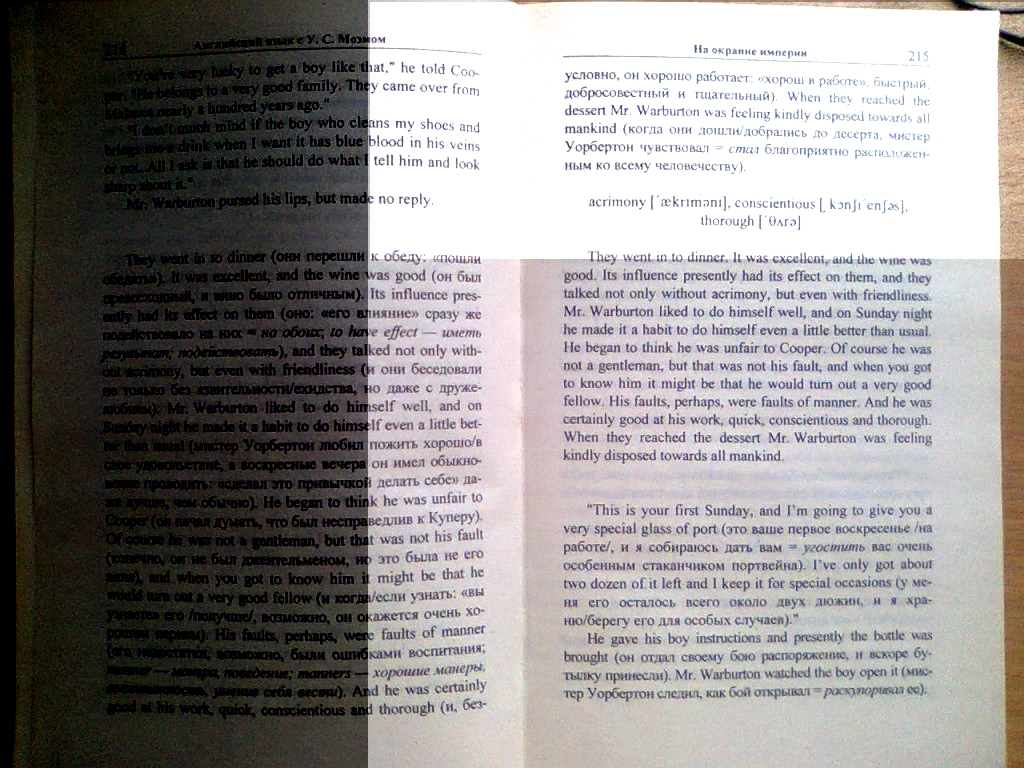 214 Английский язык с У. С. Моэмом
"You're very lucky to get a boy like that," he told Coo-
per. "He belongs to a very good family. They came over from
Malacca nearly a hundred years ago."
"I don't much mind if the boy who cleans my shoes and
brings me a drink when I want it has blue blood in his veins
or not. All I ask is that he should do what I tell him and look
sharp about it."
Mr. Warburton pursed his lips, but made no reply.
They went in to dinner (они перешли к обеду: «пошли
обедать»). It was excellent, and the wine was good (он был
превосходный, и вино было отличным). Its influence pres-
ently had its effect on them (оно: «его влияние» сразу же
подействовало на них = на обоих; to have effect — иметь
результат; подействовать), and they talked not only with-
out acrimony, but even with friendliness (и они беседовали
не только без язвительности/ехидства, но даже с друже-
любием). Mr. Warburton liked to do himself well, and on
Sunday night he made it a habit to do himself even a little bet-
ter than usual (мистер Уорбертон любил пожить хорошо/в
свое удовольствие, а воскресные вечера он имел обыкно-
вение проводить: «сделал это привычкой делать себе» да-
же лучше, чем обычно). He began to think he was unfair to
Cooper (он начал думать, что был несправедлив к Куперу).
Of course he was not a gentleman, but that was not his fault
(конечно, он не был джентльменом, но это была не его
вина), and when you got to know him it might be that he
would turn out a very good fellow (и когда/если узнать: «вы
узнаете» его /получше/, возможно, он окажется очень хо-
рошим парнем). His faults, perhaps, were faults of manner
(его недостатки, возможно, были ошибками воспитания;
manner — манера, поведение; manners — хорошие манеры,
умение себя вести). And he was certainly
good at his work, quick, conscientious and thorough (и, без-
На окраине империи 215
условно, он хорошо работает: «хорош в работе», быстрый,
добросовестный и тщательный). When they reached the
dessert Mr. Warburton was feeling kindly disposed towards all
mankind (когда они дошли/добрались до десерта, мистер
Уорбертон чувствовал = стал благоприятно расположен-
ным ко всему человечеству).
acrimony [ˈækrɪmənɪ], conscientious [ˌkɔnʃɪˈenʃəs],
thorough [ˈθʌrə]
They went in to dinner. It was excellent, and the wine was
good. Its influence presently had its effect on them, and they
talked not only without acrimony, but even with friendliness.
Mr. Warburton liked to do himself well, and on Sunday night
he made it a habit to do himself even a little better than usual.
He began to think he was unfair to Cooper. Of course he was
not a gentleman, but that was not his fault, and when you got
to know him it might be that he would turn out a very good
fellow. His faults, perhaps, were faults of manner. And he was
certainly good at his work, quick, conscientious and thorough.
When they reached the dessert Mr. Warburton was feeling
kindly disposed towards all mankind.
"This is your first Sunday, and I'm going to give you a
very special glass of port (это ваше первое воскресенье /на
работе/, и я собираюсь дать вам = угостить вас очень
особенным стаканчиком портвейна). I've only got about
two dozen of it left and I keep it for special occasions (у ме-
ня его осталось всего около двух дюжин, и я хра-
ню/берегу его для особых случаев)."
He gave his boy instructions and presently the bottle was
brought (он отдал своему бою распоряжение, и вскоре бу-
тылку принесли). Mr. Warburton watched the boy open it (мис-
тер Уорбертон следил, как бой открывал = раскупоривал ее).